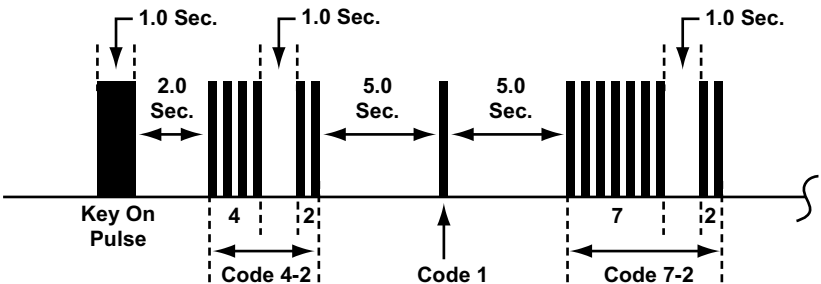 1.0 Sec.
1.0 Sec.
1.0 Sec.
2.0
Sec.
5.0
Sec.
5.0
Sec.
Key On
Pulse
4
2
7
2
Code 4-2
Code 1
Code 7-2